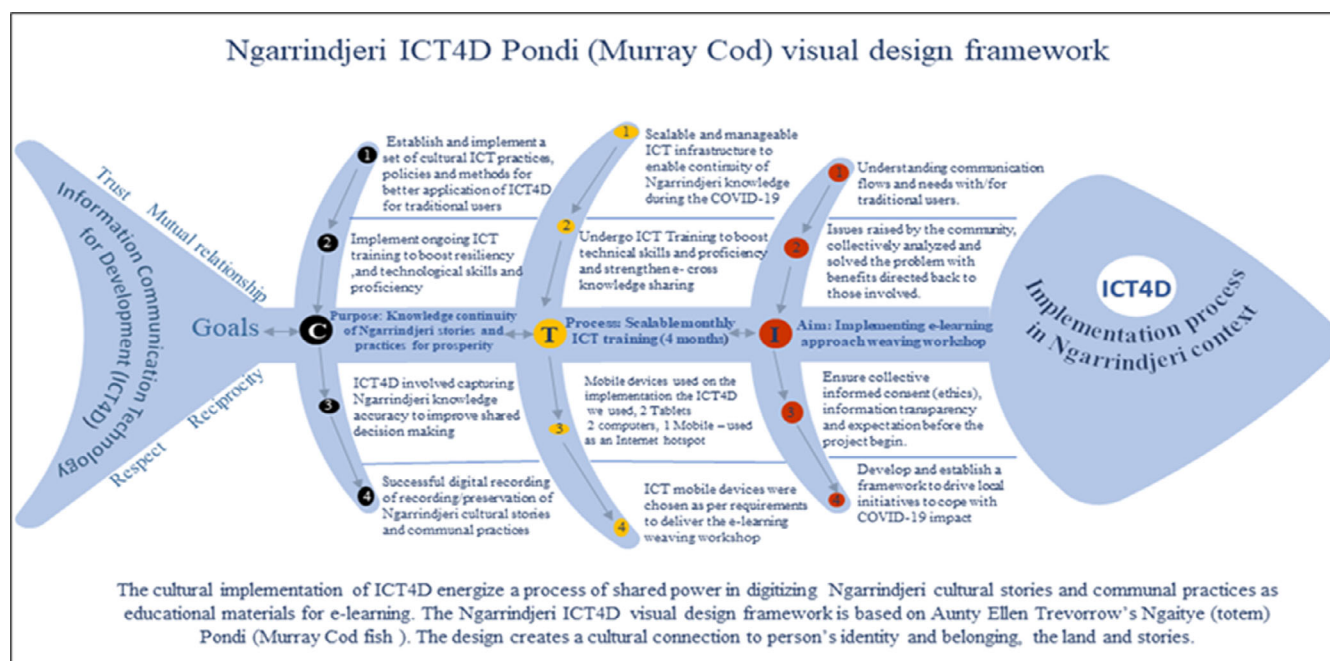 Ngarrindjeri ICT4D Pondi (Murray Cod) visual design framework
Trust
Mutual relationship
Information Communication Technology
for Development (ICT4D)
Respect
Reciprocity
Goals
C
1
Establish and implement a
set of cultural ICT practices,
policies and methods for
better application of ICT4D
for traditional users
2
Implement ongoing ICT
training to boost resiliency
,and technological skills and
proficiency
Purpose: Knowledge continuity
of Ngarrindjeri stories and
practices for prosperity
3
ICT4D involved capturing
Ngarrindjeri knowledge
accuracy to improve shared
decision making
4
Successful digital recording
of recording/preservation of
Ngarrindjeri cultural stories
and communal practices
T
1
Scalable and manageable
ICT infrastructure to
enable continuity of
Ngarrindjeri knowledge
during the COVID-19
2
Undergo ICT Training to boost
technical skills and proficiency
and strengthen e- cross
knowledge sharing
Process: Scalablemonthly
ICT training (4 months)
3
Mobile devices used on the
implementation the ICT4D
we used, 2 Tablets
2 computers, 1 Mobile – used
as an Internet hotspot
4
ICT mobile devices were
chosen as per requirements
to deliver the e-learning
weaving workshop
I
1
Understanding communication
flows and needs with/for
traditional users.
2
Issues raised by the community,
collectively analyzed and
solved the problem with
benefits directed back to
those involved.
Aim: Implementing e-learning
approach weaving workshop
3
Ensure collective
informed consent (ethics),
information transparency
and expectation before the
project begin.
4
Develop and establish a
framework to drive local
initiatives to cope with
COVID-19 impact
ICT4D
Implementation process
in Ngarrindjeri context
The cultural implementation of ICT4D energize a process of shared power in digitizing Ngarrindjeri cultural stories and communal practices as
educational materials for e-learning. The Ngarrindjeri ICT4D visual design framework is based on Aunty Ellen Trevorrow’s Ngaitye (totem)
Pondi (Murray Cod fish ). The design creates a cultural connection to person’s identity and belonging, the land and stories.